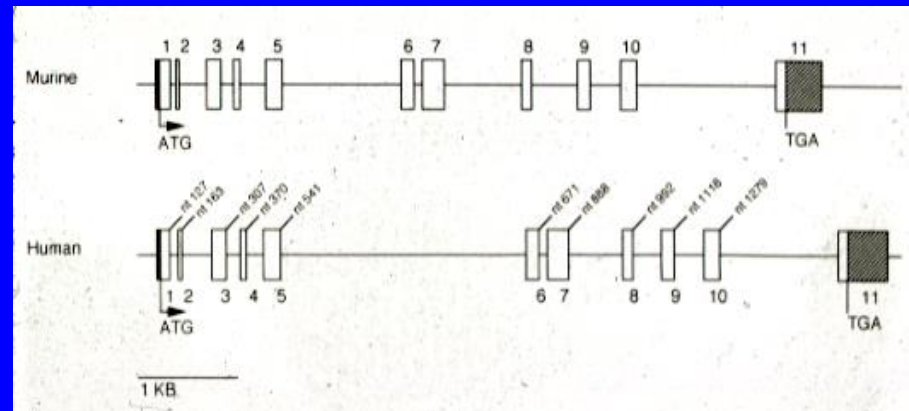 1 2 3 4 5 6 7 8 9 10 11
Murine
ATG
TGA
nt 127 nt 163 nt 307 nt 370 nt 541 nt 671 nt 888 nt 992 nt 1118 nt 1279
Human
1 2 3 4 5 6 7 8 9 10 11
ATG
TGA
1 KB